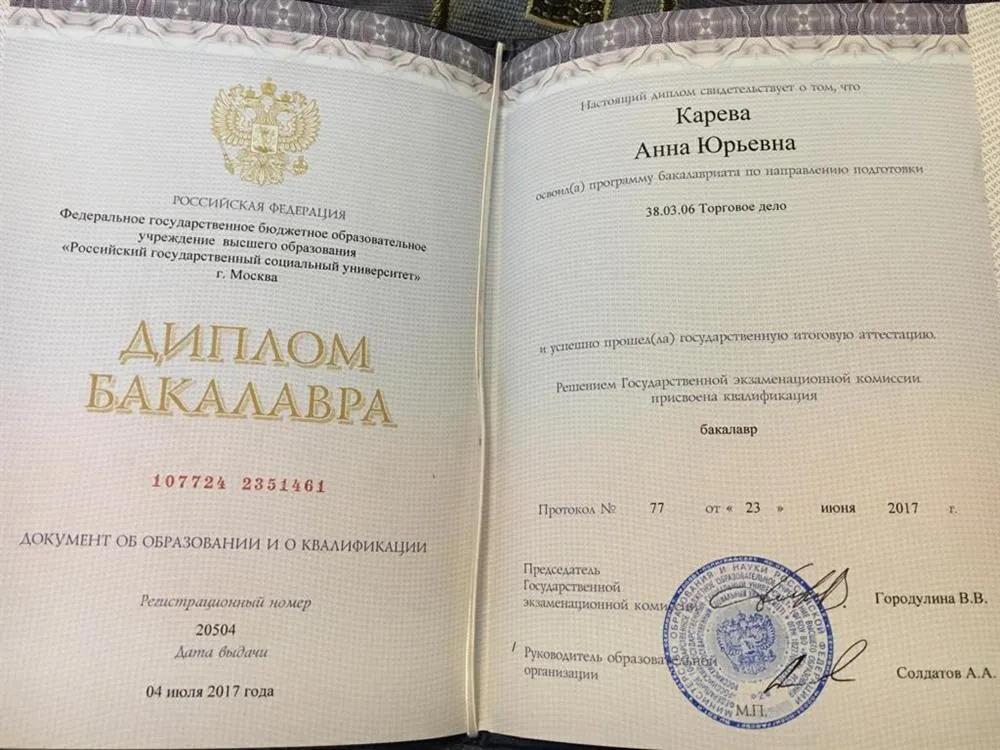 РОССИЙСКАЯ ФЕДЕРАЦИЯ
Федеральное государственное бюджетное образовательное
учреждение высшего образования
«Российский государственный социальный университет»
г. Москва
ДИПЛОМ
БАКАЛАВРА
107724 2351461
ДОКУМЕНТ ОБ ОБРАЗОВАНИИ И О КВАЛИФИКАЦИИ
Регистрационный номер
20504
Дата выдачи
04 июля 2017 года
Настоящий диплом свидетельствует о том, что
Карева
Анна Юрьевна
освоил(а) программу бакалавриата по направлению подготовки
38.03.06 Торговое дело
и успешно прошел(ла) государственную итоговую аттестацию.
Решением Государственной экзаменационной комиссии
присвоена квалификация
бакалавр
Протокол № 77 от « 23 » июня 2017 г.
Председатель
Государственной
экзаменационной комиссии
Городулина В.В.
Руководитель образовательной
организации
Солдатов А.А.
М.П.